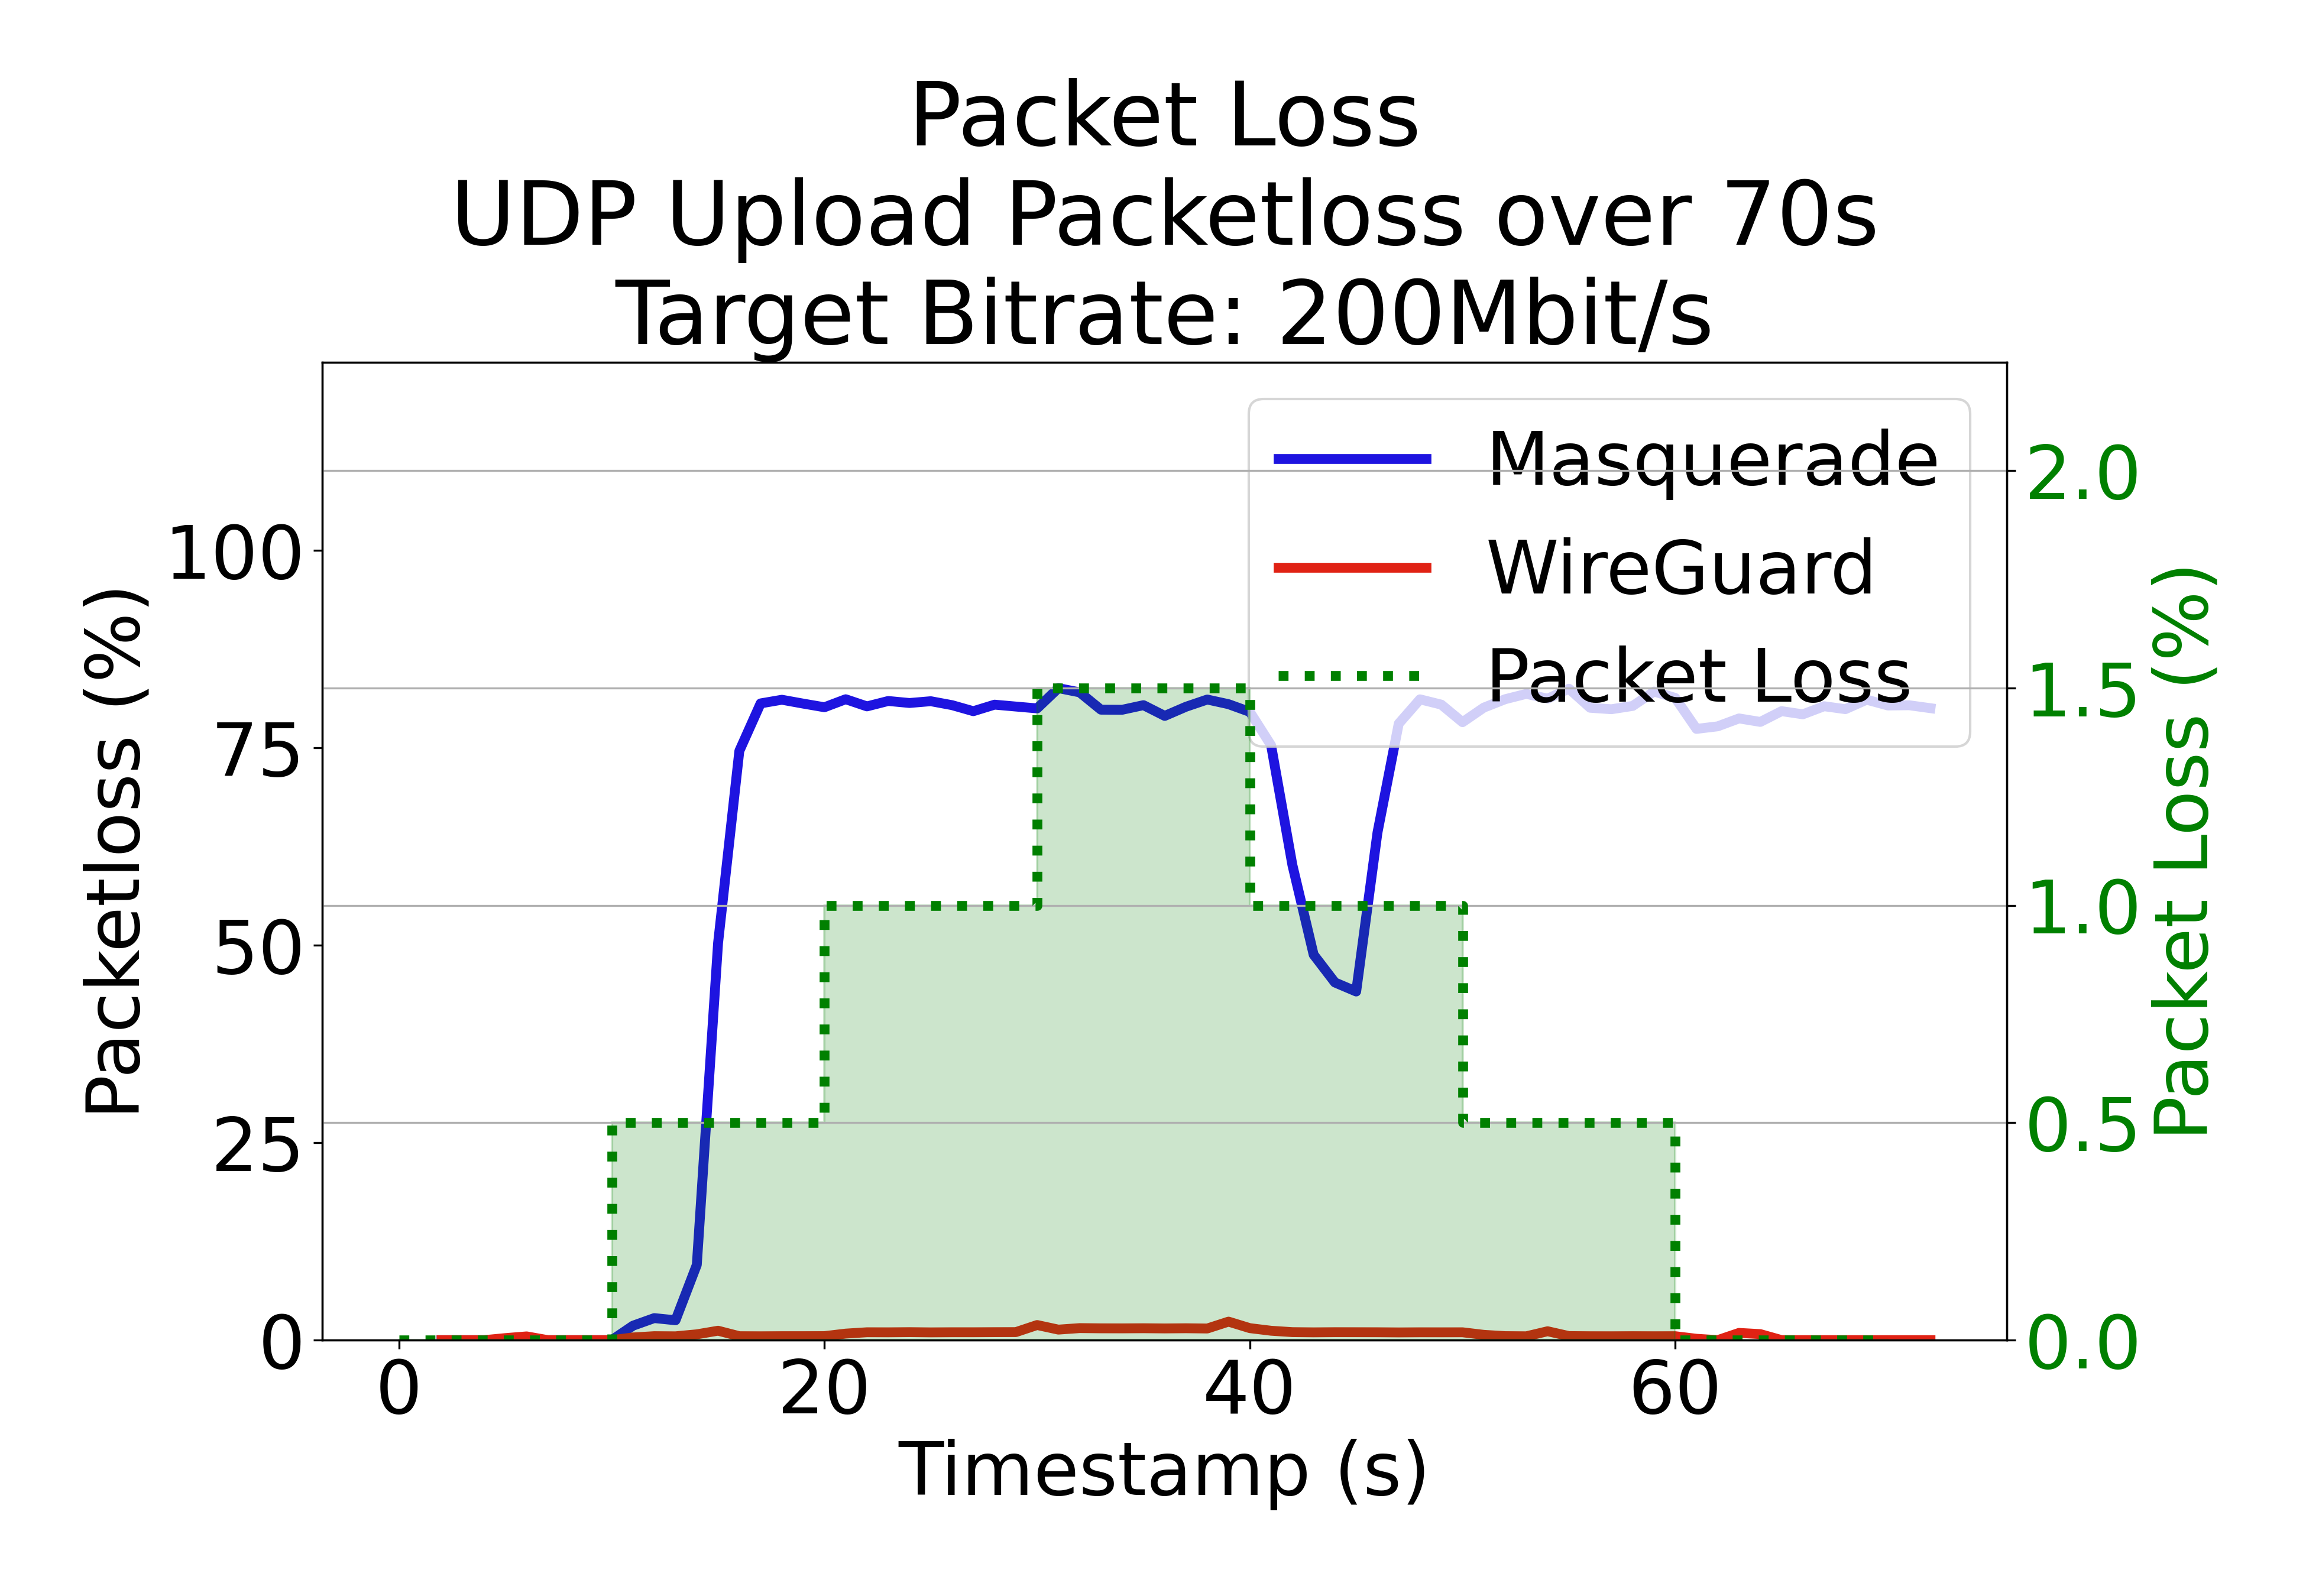 Packet Loss
UDP Upload Packetloss over 70s
Target Bitrate: 200Mbit/s
Masquerade
WireGuard
Packet Loss
Packetloss (%)
100
75
50
25
0
2.0
1.5
1.0
0.5
0.0
Packet Loss (%)
0 20 40 60
Timestamp (s)